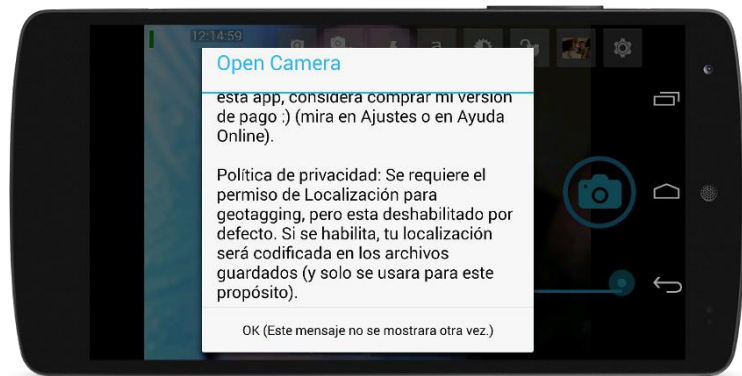 12:14:59
Open Camera
esta app, considera comprar mi versión
de pago :) (mira en Ajustes o en Ayuda
Online).
Política de privacidad: Se requiere el
permiso de Localización para
geotagging, pero esta deshabilitado por
defecto. Si se habilita, tu localización
será codificada en los archivos
guardados (y solo se usara para este
propósito).
OK (Este mensaje no se mostrara otra vez.)